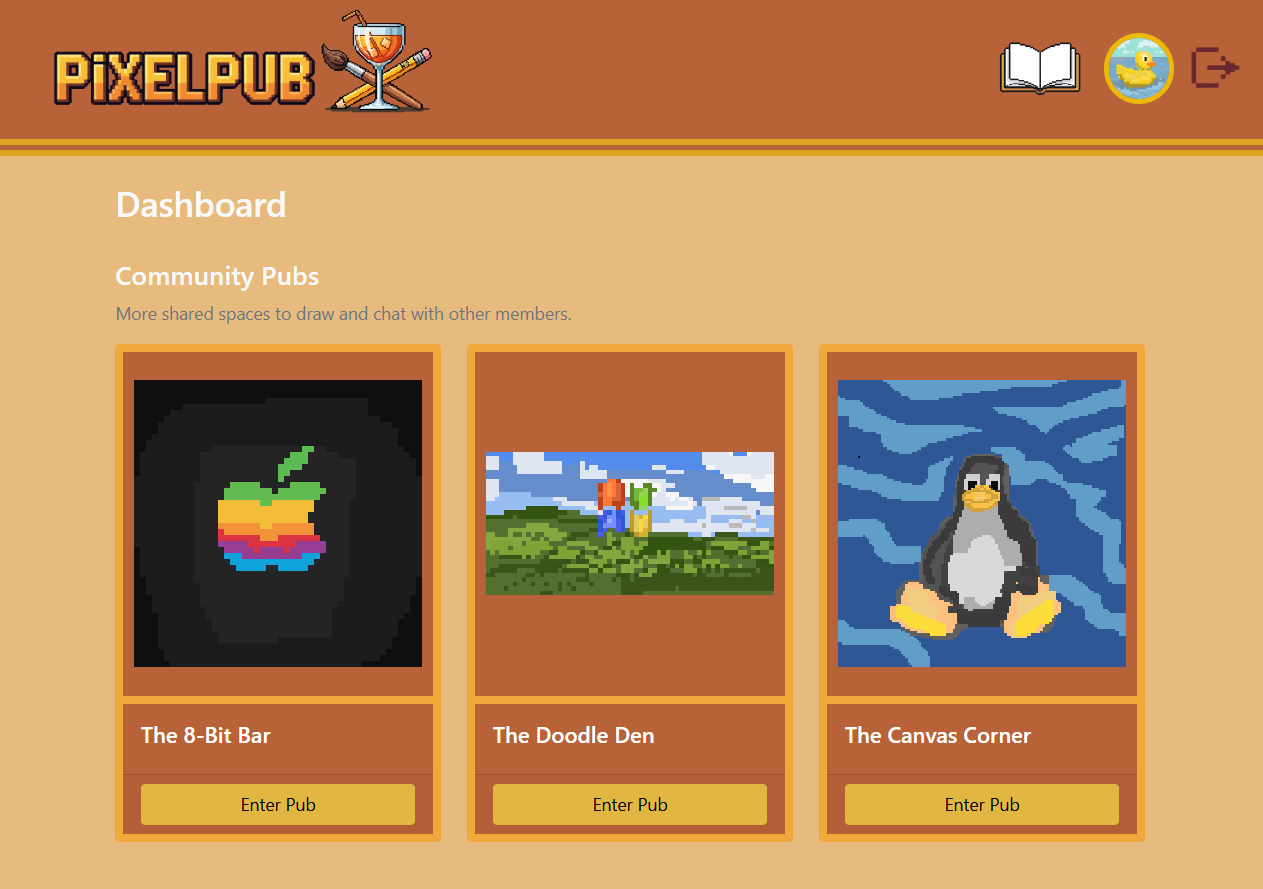 PiXELPUB
Dashboard
Community Pubs
More shared spaces to draw and chat with other members.
The 8-Bit Bar
The Doodle Den
The Canvas Corner
Enter Pub
Enter Pub
Enter Pub